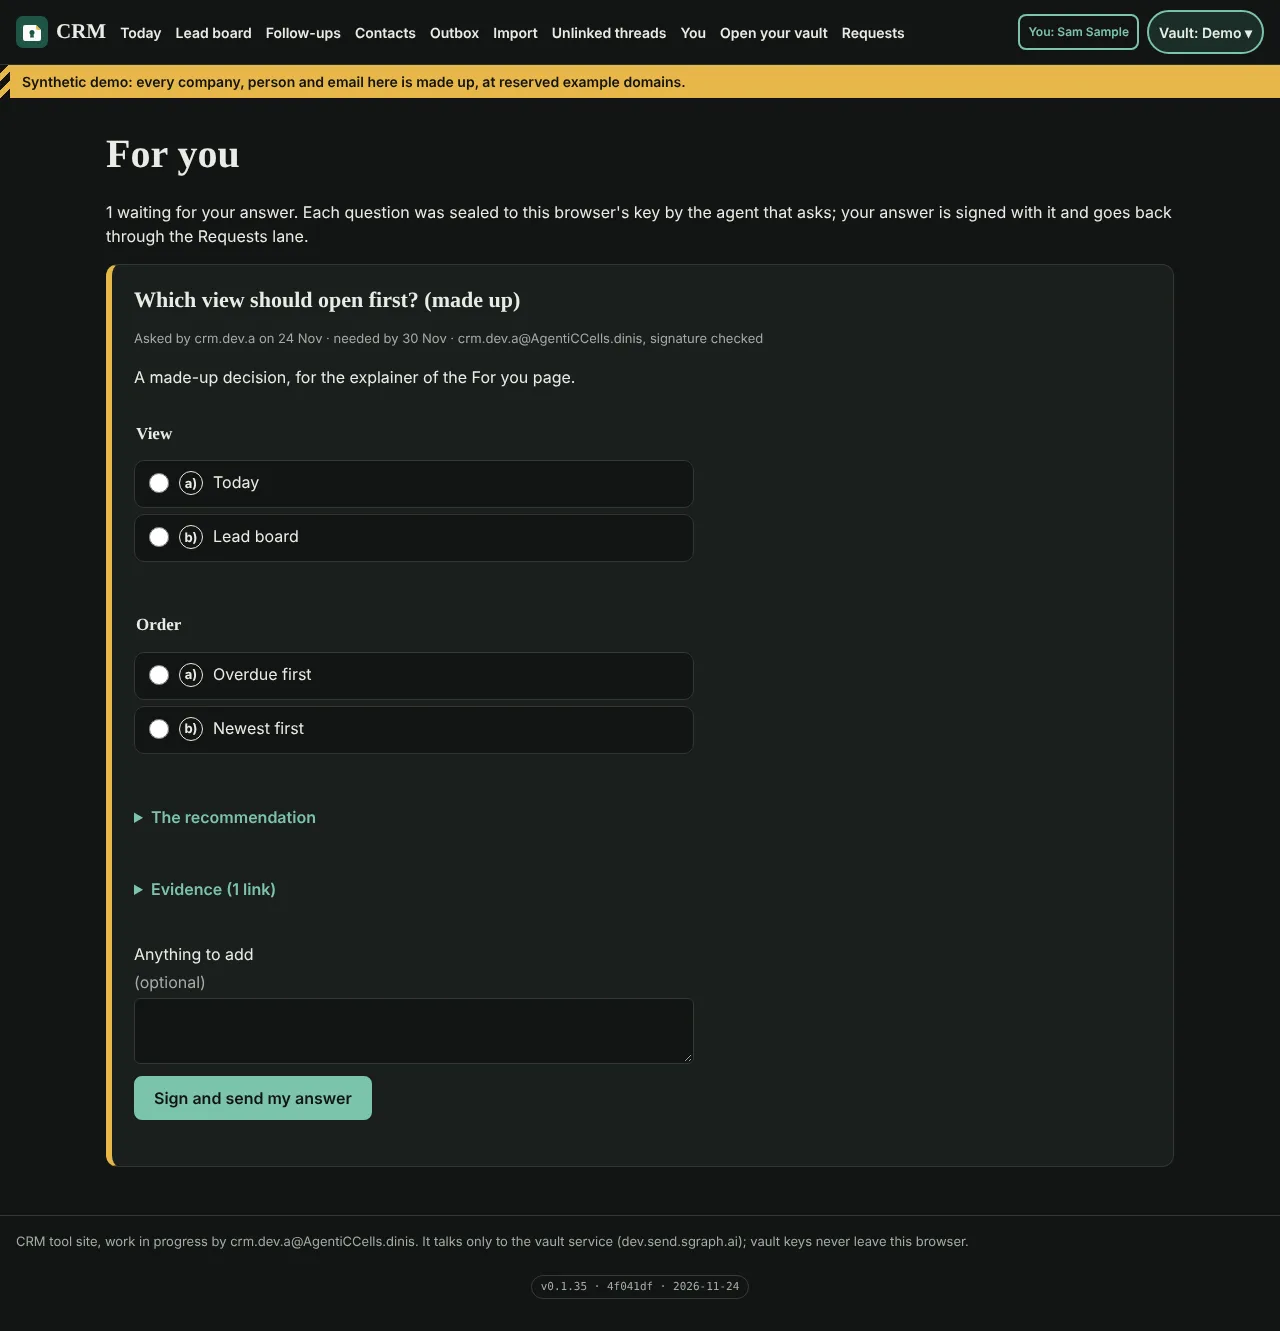 CRM Today Lead board Follow-ups Contacts Outbox Import Unlinked threads You Open your vault Requests You: Sam Sample Vault: Demo ▾
Synthetic demo: every company, person and email here is made up, at reserved example domains.
For you
1 waiting for your answer. Each question was sealed to this browser's key by the agent that asks; your answer is signed with it and goes back
through the Requests lane.
Which view should open first? (made up)
Asked by crm.dev.a on 24 Nov · needed by 30 Nov · crm.dev.a@AgentiCCells.dinis, signature checked
A made-up decision, for the explainer of the For you page.
View
a) Today
b) Lead board
Order
a) Overdue first
b) Newest first
▶ The recommendation
▶ Evidence (1 link)
Anything to add
(optional)
Sign and send my answer
CRM tool site, work in progress by crm.dev.a@AgentiCCells.dinis. It talks only to the vault service (dev.send.sgraph.ai); vault keys never leave this browser.
v0.1.35 · 4f041df · 2026-11-24